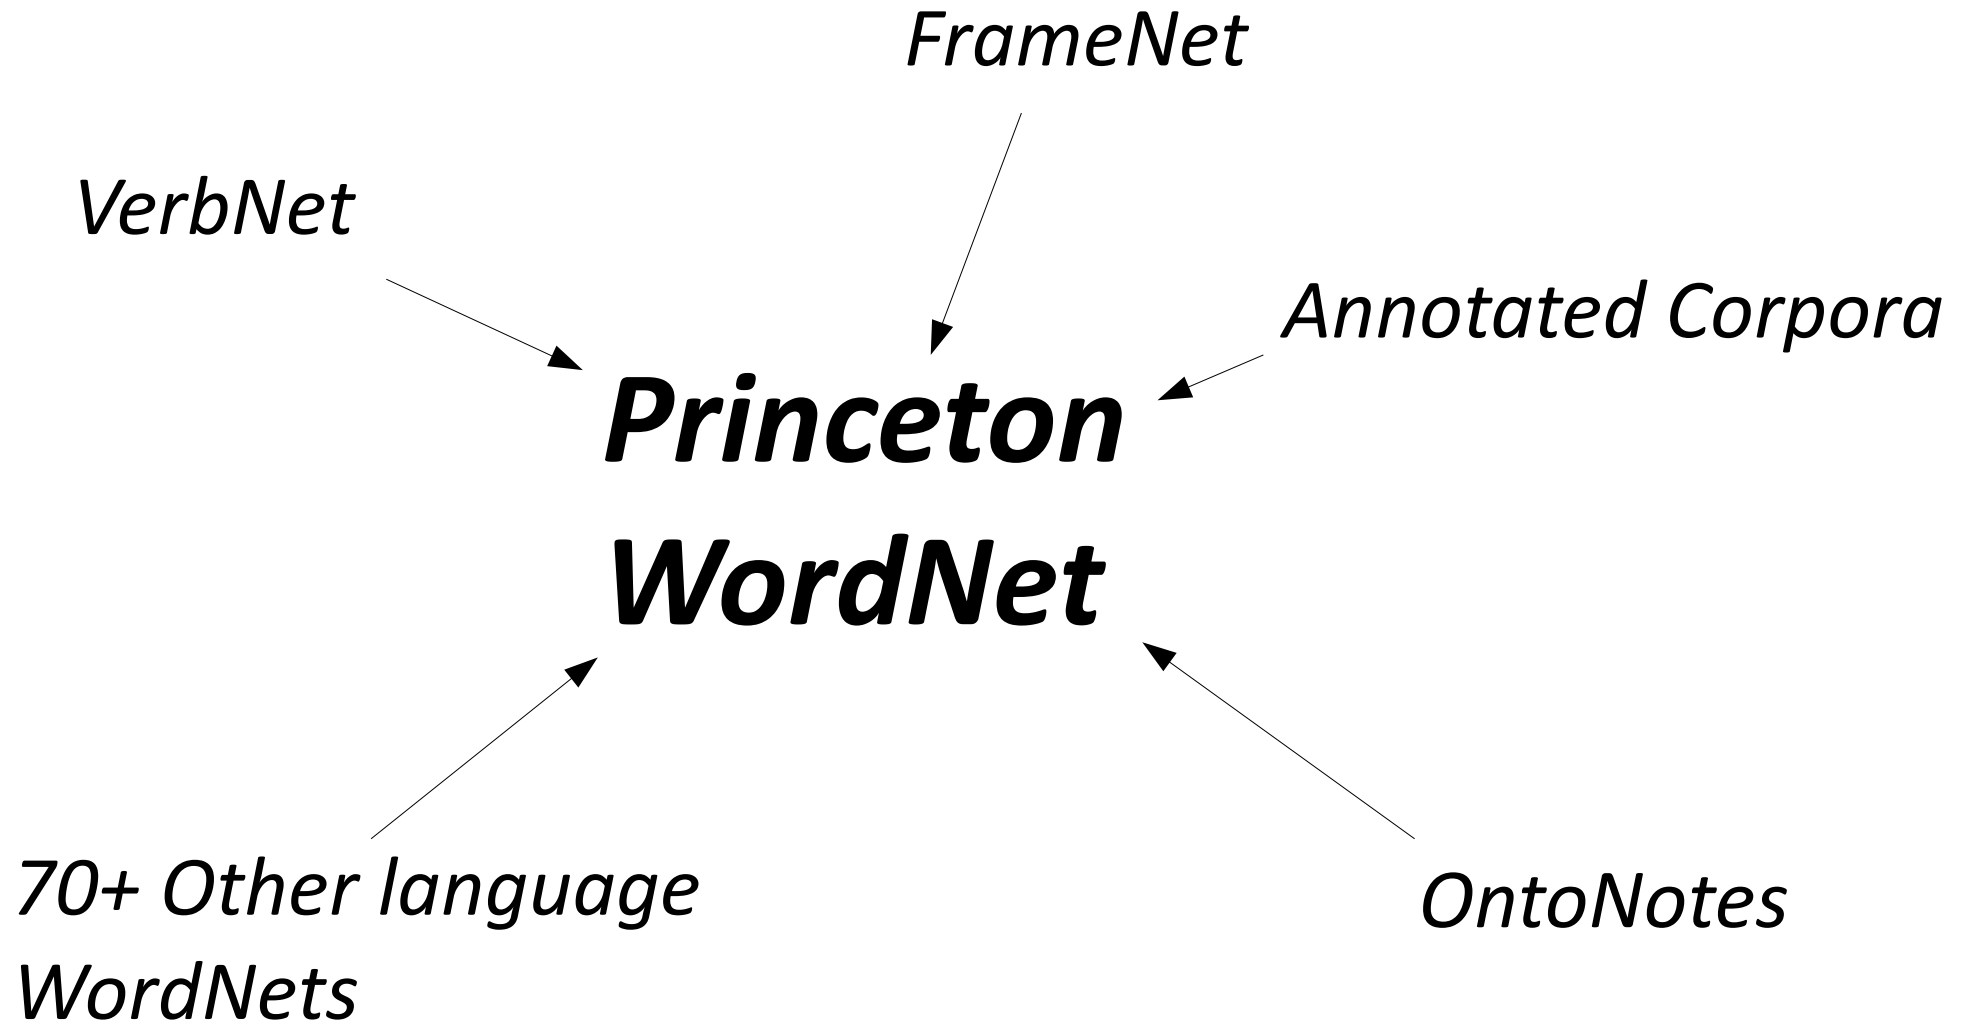 FrameNet
VerbNet
Annotated Corpora
Princeton
WordNet
70+ Other language
WordNets
OntoNotes